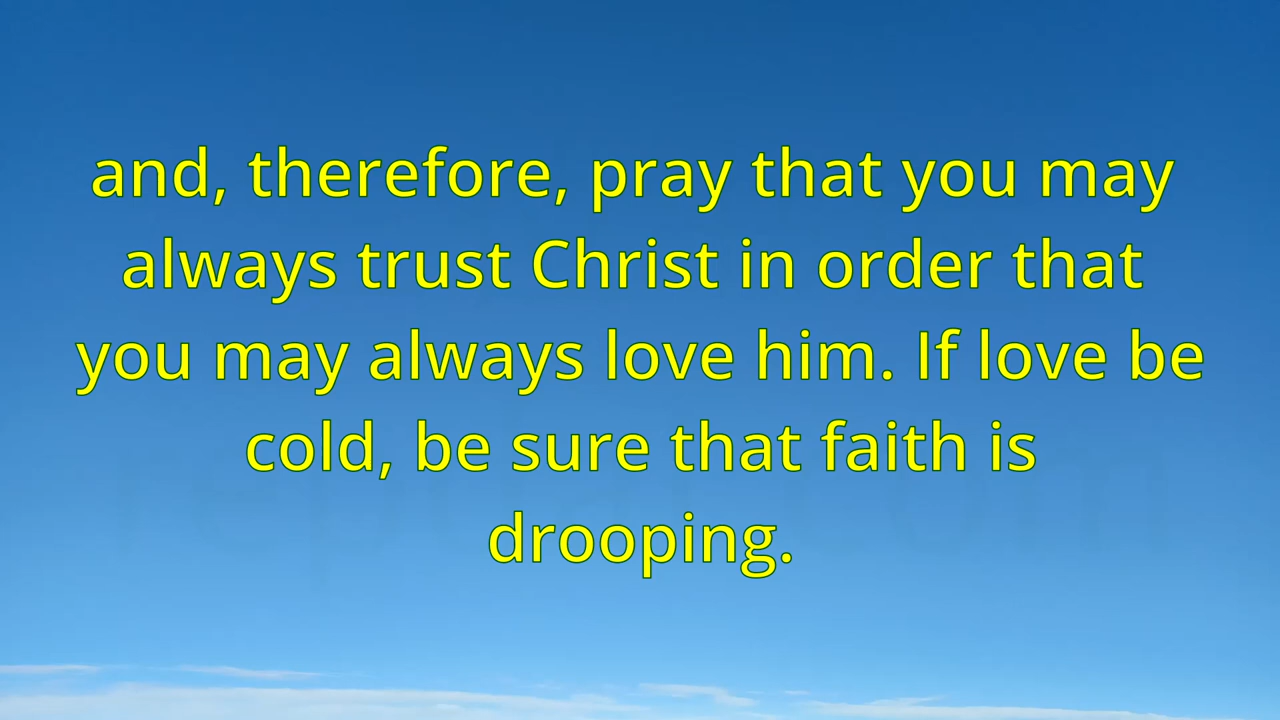 and, therefore, pray that you may
always trust Christ in order that
you may always love him. If love be
cold, be sure that faith is
drooping.